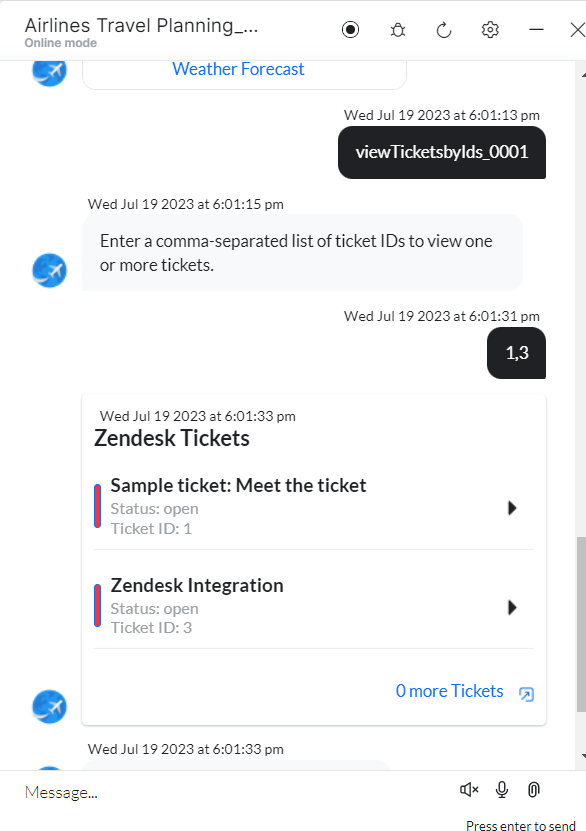 Airlines Travel Planning_...
Online mode
Weather Forecast
Wed Jul 19 2023 at 6:01:13 pm
viewTicketsbyIds_0001
Wed Jul 19 2023 at 6:01:15 pm
Enter a comma-separated list of ticket IDs to view one
or more tickets.
Wed Jul 19 2023 at 6:01:31 pm
1,3
Wed Jul 19 2023 at 6:01:33 pm
Zendesk Tickets
Sample ticket: Meet the ticket
Status: open
Ticket ID: 1
Zendesk Integration
Status: open
Ticket ID: 3
0 more Tickets
Wed Jul 19 2023 at 6:01:33 pm
Message...
Press enter to send